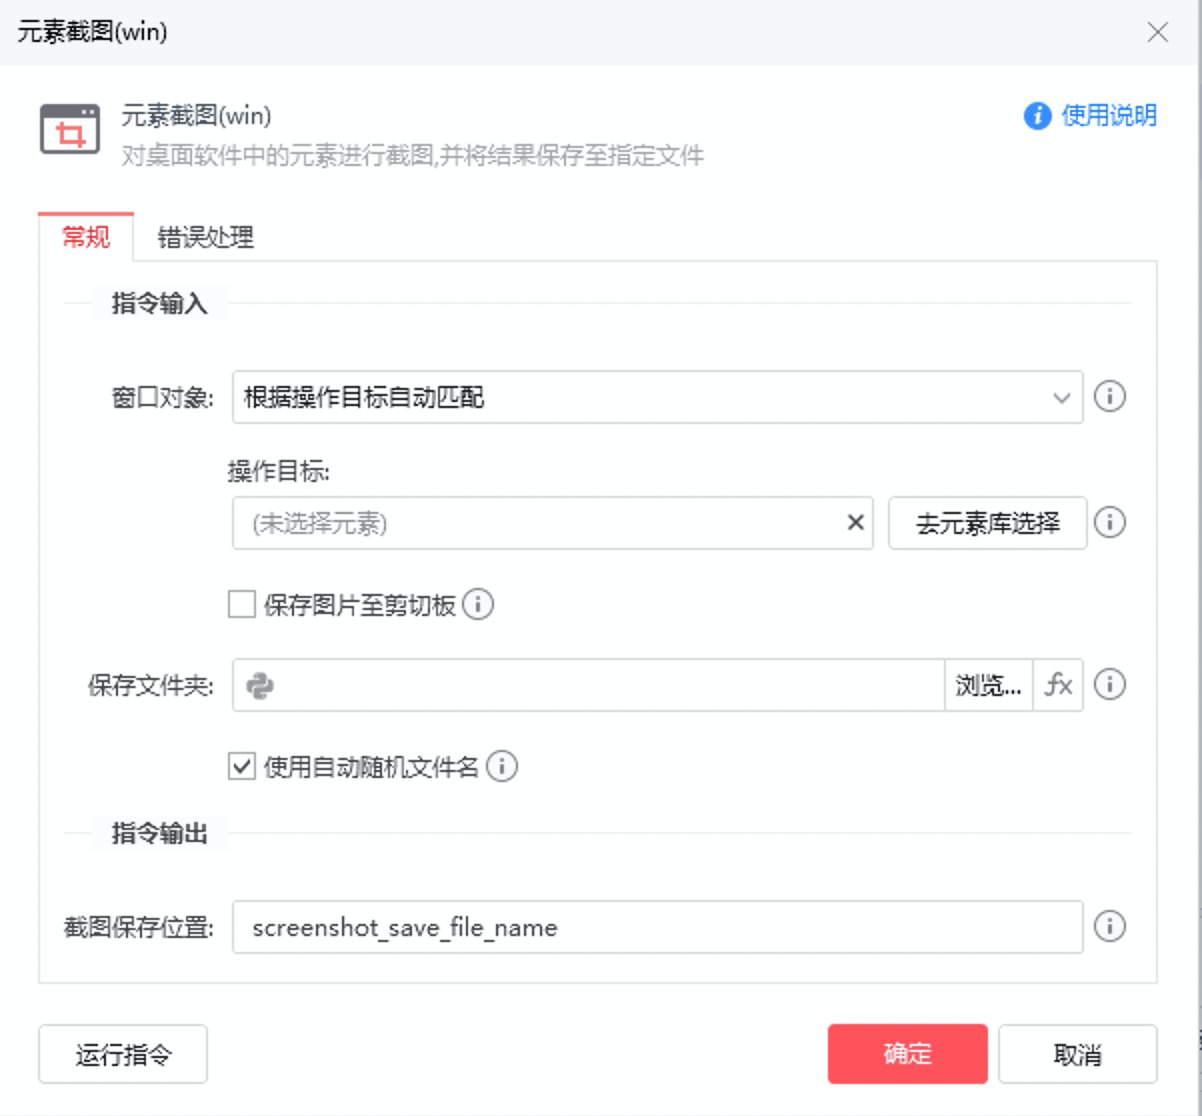 元素截图(win)
元素截图(win)
使用说明
对桌面软件中的元素进行截图,并将结果保存至指定文件
常规
错误处理
指令输入
窗口对象:
根据操作目标自动匹配
操作目标:
(未选择元素)
去元素库选择
保存图片至剪切板
保存文件夹:
浏览...
fx
使用自动随机文件名
指令输出
截图保存位置:
screenshot_save_file_name
运行指令
确定
取消